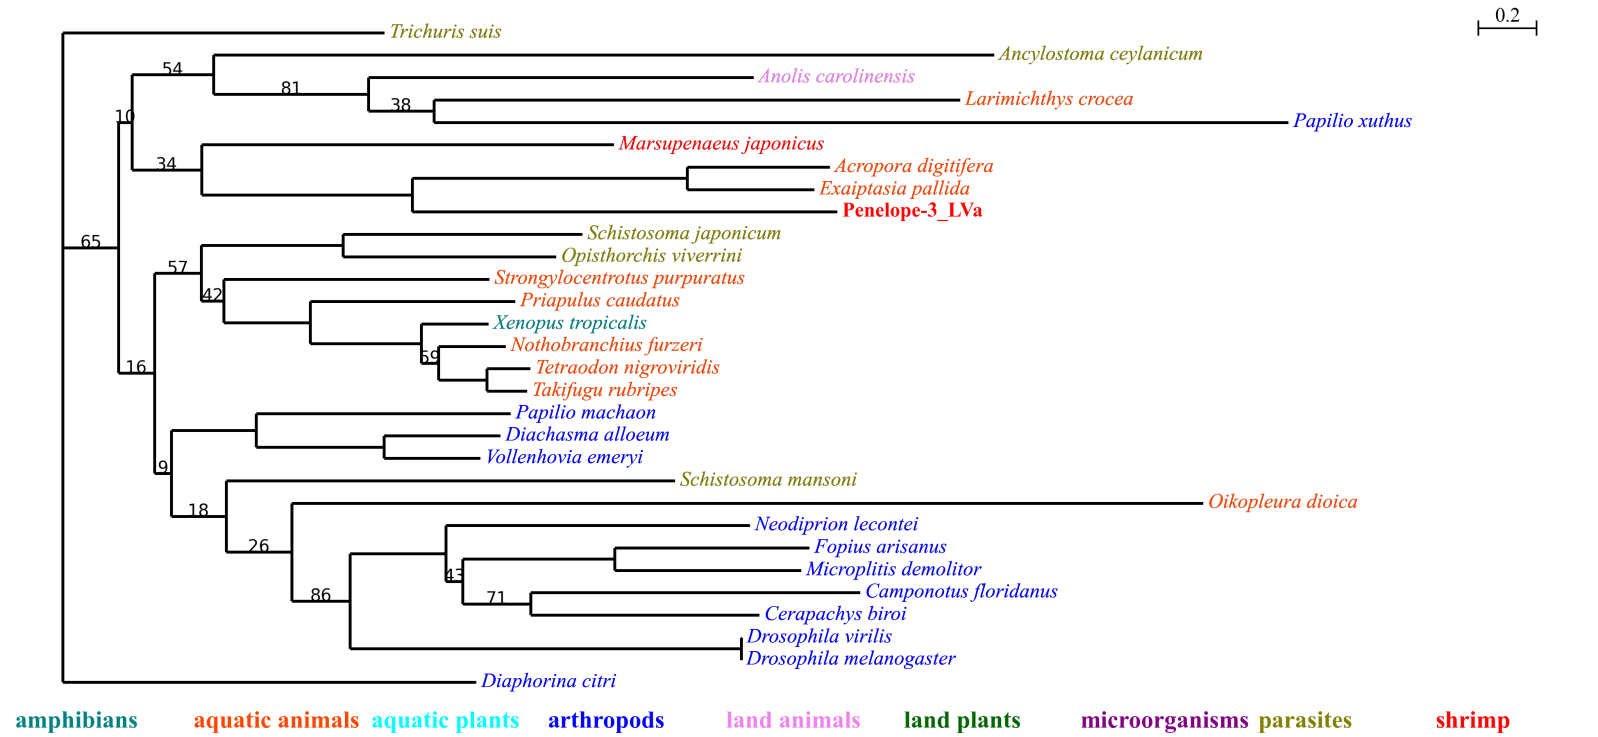 0.2
Trichuris suis
Ancylostoma ceylanicum
54
Anolis carolinensis
81
Larimichthys crocea
38
10
Papilio xuthus
Marsupenaeus japonicus
34
Acropora digitifera
Exaiptasia pallida
Penelope-3_LVa
Schistosoma japonicum
65
Opisthorchis viverrini
57
Strongylocentrotus purpuratus
42
Priapulus caudatus
Xenopus tropicalis
Nothobranchius furzeri
59
16
Tetraodon nigroviridis
Takifugu rubripes
Papilio machaon
Diachasma alloeum
Vollenhovia emeryi
9
Schistosoma mansoni
Oikopleura dioica
18
Neodiprion lecontei
26
Fopius arisanus
Microplitis demolitor
43
Camponotus floridanus
86
71
Cerapachys biroi
Drosophila virilis
Drosophila melanogaster
Diaphorina citri
amphibians aquatic animals aquatic plants arthropods land animals land plants microorganisms parasites shrimp